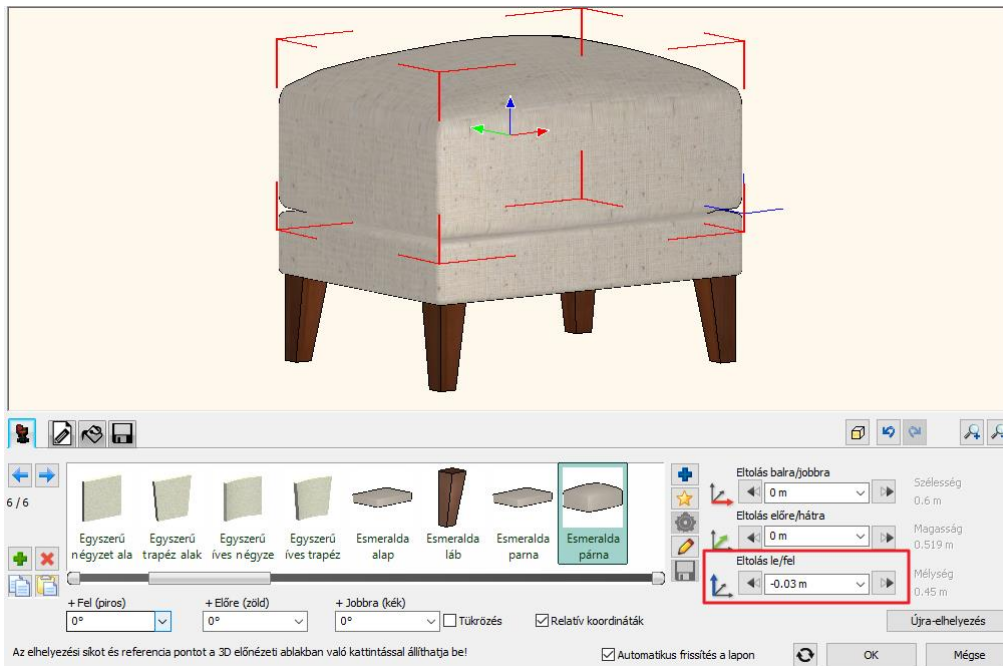 6 / 6
Egyszerű
négyzet ala
Egyszerű
trapéz alak
Egyszerű
íves négyze
Egyszerű
íves trapéz
Esmeralda
alap
Esmeralda
láb
Esmeralda
parna
Esmeralda
párna
Eltolás balra/jobbra
0 m
Szélesség
0.6 m
Eltolás előre/hátra
0 m
Magasság
0.519 m
Eltolás le/fel
-0.03 m
Mélység
0.45 m
+ Fel (piros)
0°
+ Előre (zöld)
0°
+ Jobbra (kék)
0°
Tükrözés
Relatív koordináták
Újra-elhelyezés
Az elhelyezési síkot és referencia pontot a 3D előnézeti ablakban való kattintással állíthatja be!
Automatikus frissítés a lapon
OK
Mégse